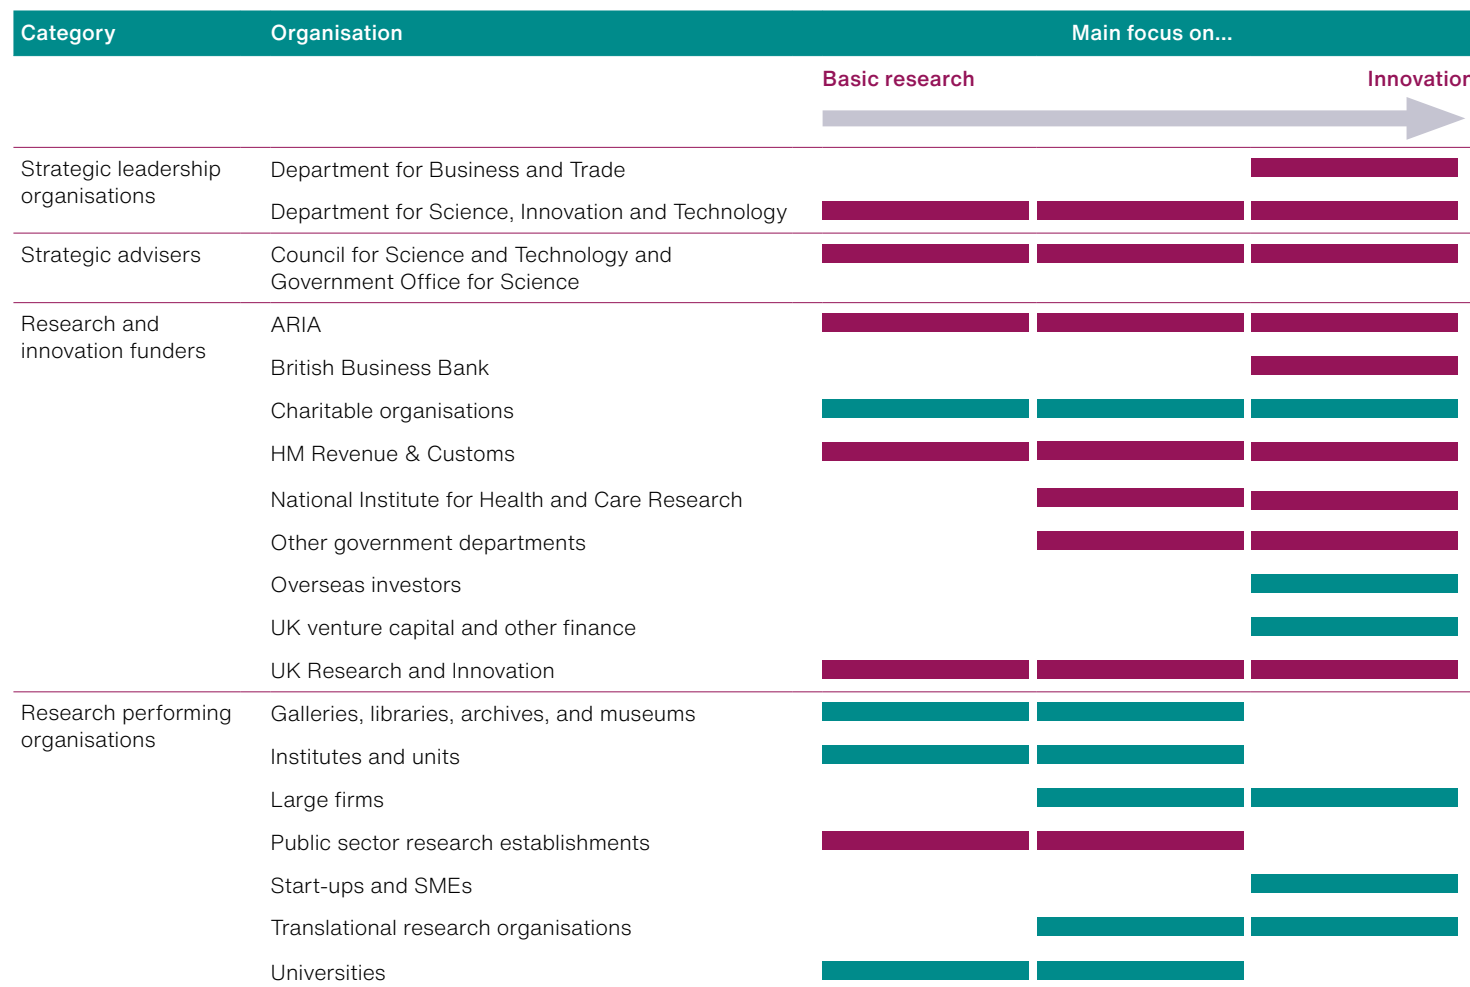 Category Organisation Main focus on...
Basic research Innovation
Strategic leadership
organisations
Department for Business and Trade
Department for Science, Innovation and Technology
Strategic advisers
Council for Science and Technology and
Government Office for Science
Research and
innovation funders
ARIA
British Business Bank
Charitable organisations
HM Revenue & Customs
National Institute for Health and Care Research
Other government departments
Overseas investors
UK venture capital and other finance
UK Research and Innovation
Research performing
organisations
Galleries, libraries, archives, and museums
Institutes and units
Large firms
Public sector research establishments
Start-ups and SMEs
Translational research organisations
Universities